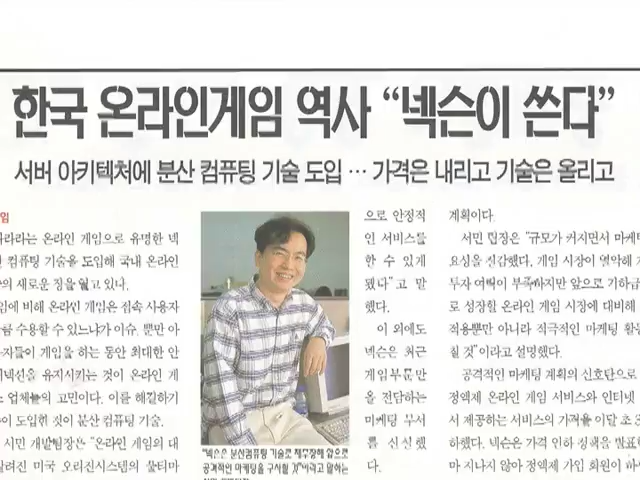 한국 온라인게임 역사 “넥슨이 쓴다”
서버 아키텍처에 분산 컴퓨팅 기술 도입 … 가격은 내리고 기술은 올리고
임
나라라는 온라인 게임으로 유명한 넥
컴퓨팅 기술을 도입해 국내 온라인
의 새로운 장을 열고 있다.
임에 비해 온라인 게임은 접속 사용자
수용할 수 있느냐가 이슈. 뿐만 아
자들이 게임을 하는 동안 최대한 안
넥션을 유지시키는 것이 온라인 게
업체들의 고민이다. 이를 해결하기
이 도입한 것이 분산 컴퓨팅 기술.
시민 개발팀장은 “온라인 게임의 대
알려진 미국 오리진시스템의 울티마
“넥슨은 분산컴퓨팅 기술로 재무장해 앞으로
공격적인 마케팅을 구사할 것”이라고 말하는
으로 안정적
인 서비스를
할 수 있게
됐다”고 말
했다.
이 외에도
넥슨은 최근
게임부문만
을 전담하는
마케팅 부서
를 신설했
다.
계획이다.
서민 팀장은 “규모가 커지면서 마케팅
요성을 실감했다. 게임 시장이 열악해
투자 여력이 부족하지만 앞으로 기하급
로 성장할 온라인 게임 시장에 대비해
적용뿐만 아니라 적극적인 마케팅 활
칠 것”이라고 설명했다.
공격적인 마케팅 계획의 신호탄으로
정액제 온라인 게임 서비스와 인터넷
서 제공하는 서비스의 가격을 이달 초
하했다. 넥슨은 가격 인하 정책을 발표
마 지나지 않아 정액제 가입 회원이 하